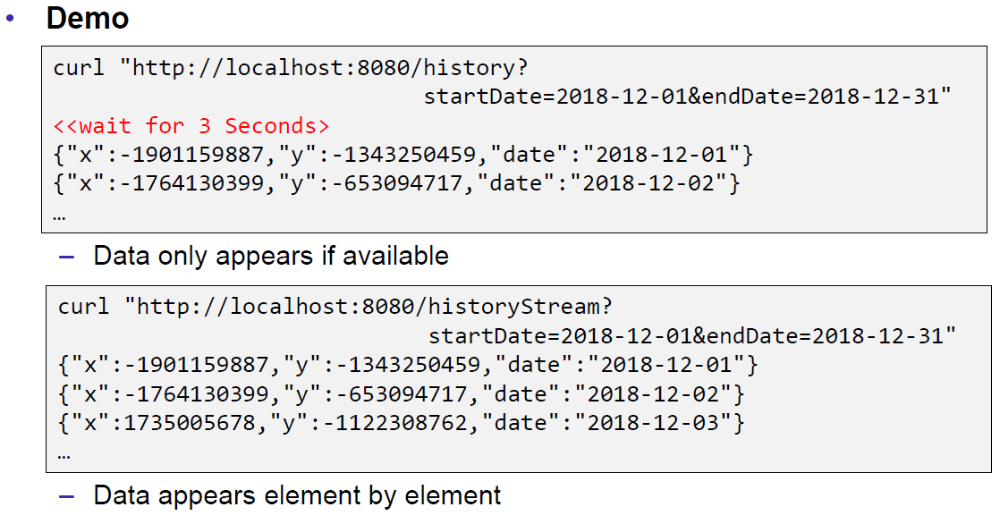 • Demo
curl "http://localhost:8080/history?
startDate=2018-12-01&endDate=2018-12-31"
<<wait for 3 Seconds>
{"x":-1901159887,"y":-1343250459,"date":"2018-12-01"}
{"x":-1764130399,"y":-653094717,"date":"2018-12-02"}
…
– Data only appears if available
curl "http://localhost:8080/historyStream?
startDate=2018-12-01&endDate=2018-12-31"
{"x":-1901159887,"y":-1343250459,"date":"2018-12-01"}
{"x":-1764130399,"y":-653094717,"date":"2018-12-02"}
{"x":1735005678,"y":-1122308762,"date":"2018-12-03"}
…
– Data appears element by element